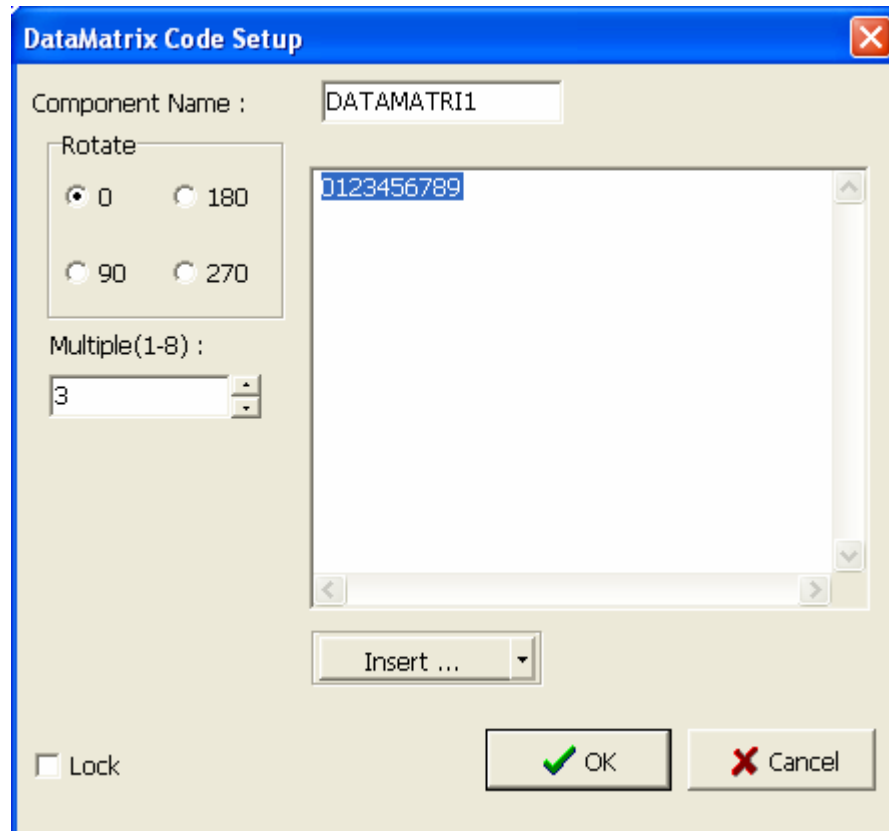 DataMatrix Code Setup
Component Name :
DATAMATRI1
Rotate
0
180
90
270
0123456789
Multiple(1-8) :
3
Insert ...
Lock
OK
Cancel